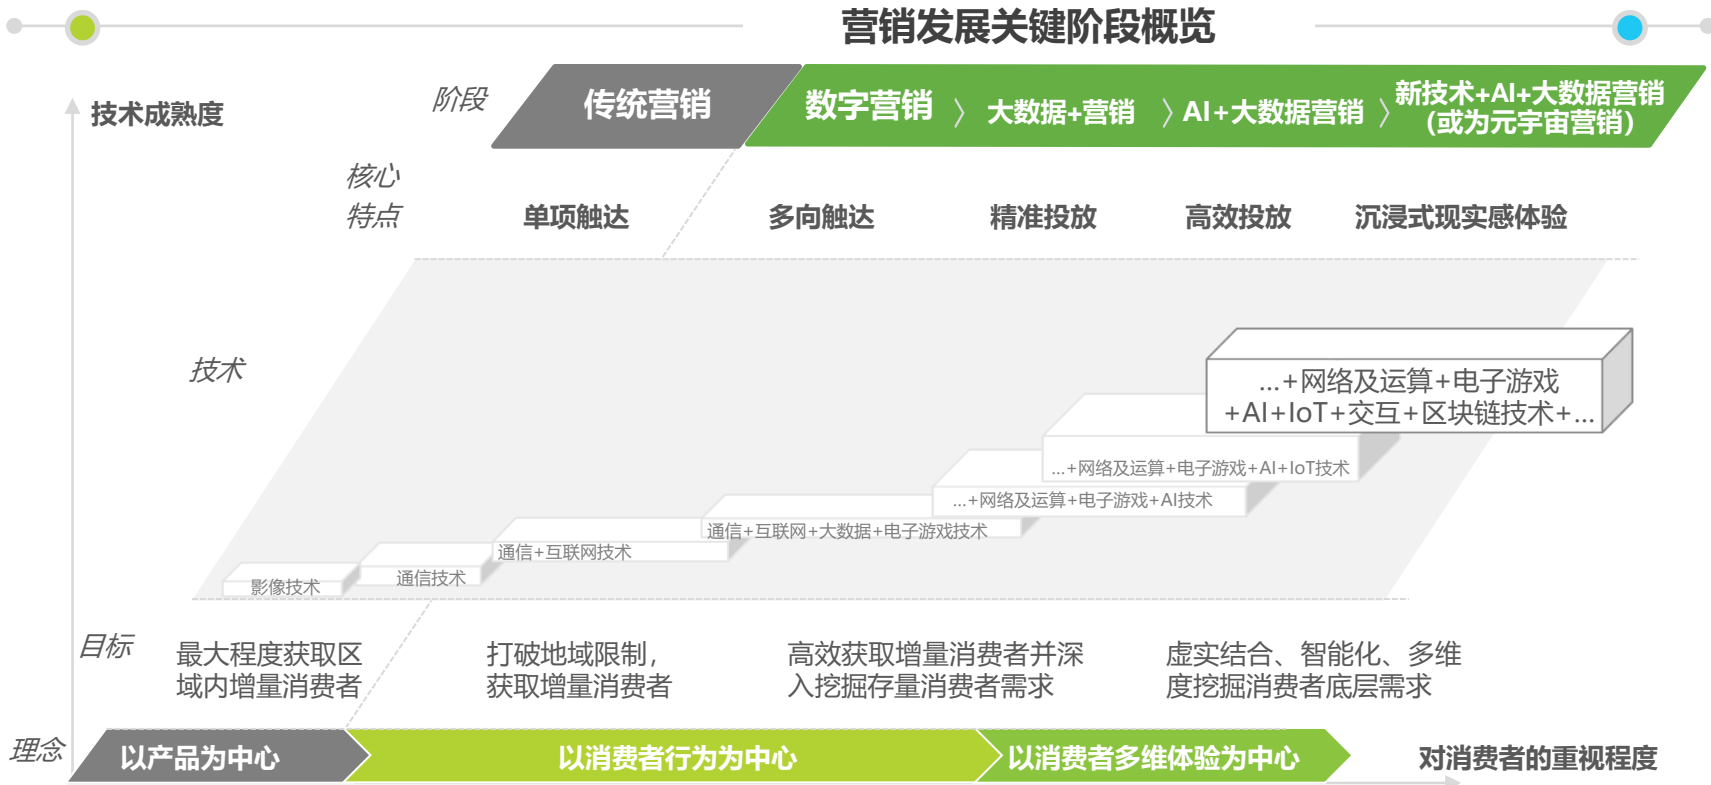 营销发展关键阶段概览
技术成熟度
阶段
传统营销
数字营销
大数据+营销
AI+大数据营销
新技术+AI+大数据营销
（或为元宇宙营销）
核心
特点
单项触达
多向触达
精准投放
高效投放
沉浸式现实感体验
技术
...+网络及运算+电子游戏
+AI+IoT+交互+区块链技术+...
...+网络及运算+电子游戏+AI+IoT技术
...+网络及运算+电子游戏+AI技术
通信+互联网+大数据+电子游戏技术
通信+互联网技术
通信技术
影像技术
目标
最大程度获取区
域内增量消费者
打破地域限制，
获取增量消费者
高效获取增量消费者并深
入挖掘存量消费者需求
虚实结合、智能化、多维
度挖掘消费者底层需求
理念
以产品为中心
以消费者行为为中心
以消费者多维体验为中心
对消费者的重视程度